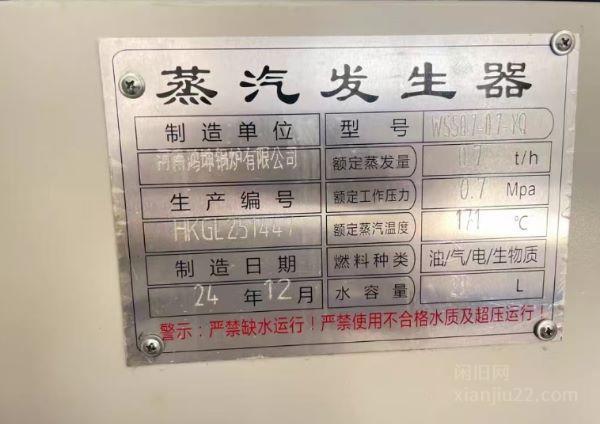 蒸汽发生器
制造单位 型号 WSS0.7-0.7-YQ
河南鸿坤锅炉有限公司 额定蒸发量 0.7 t/h
生产编号 额定工作压力 0.7 Mpa
HKGL251447 额定蒸汽温度 171 ℃
制造日期 燃料种类 油/气/电/生物质
24 年 12 月 水容量 L
警示：严禁缺水运行！严禁使用不合格水质及超压运行！
闲旧网
xianjiu22.com